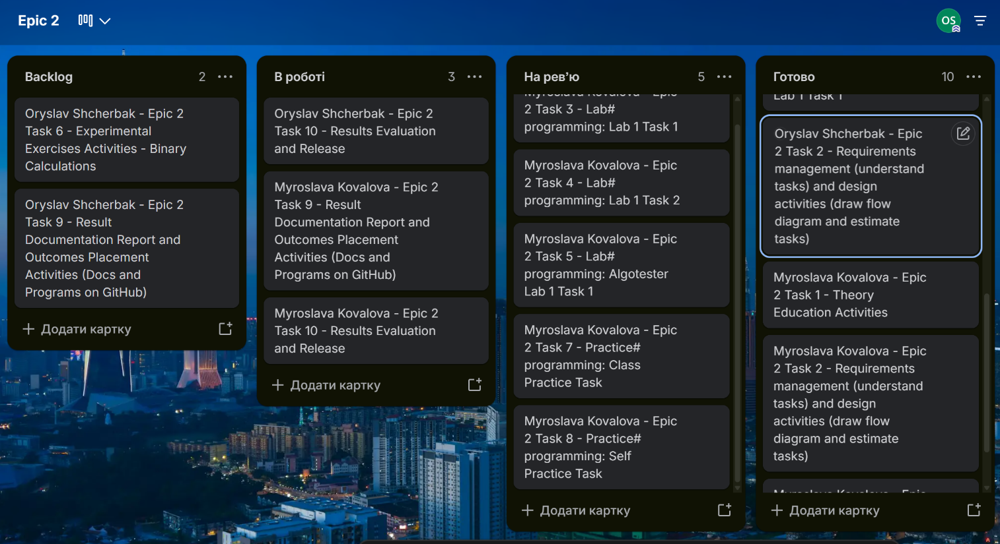 Epic 2
OS
Backlog
2
Oryslav Shcherbak - Epic 2
Task 6 - Experimental
Exercises Activities - Binary
Calculations
Oryslav Shcherbak - Epic 2
Task 9 - Result
Documentation Report and
Outcomes Placement
Activities (Docs and
Programs on GitHub)
Додати картку
В роботі
3
Oryslav Shcherbak - Epic 2
Task 10 - Results Evaluation
and Release
Myroslava Kovalova - Epic 2
Task 9 - Result
Documentation Report and
Outcomes Placement
Activities (Docs and
Programs on GitHub)
Myroslava Kovalova - Epic 2
Task 10 - Results Evaluation
and Release
Додати картку
На рев’ю
5
Myroslava Kovalova - Epic
2 Task 3 - Lab#
programming: Lab 1 Task 1
Myroslava Kovalova - Epic
2 Task 4 - Lab#
programming: Lab 1 Task 2
Myroslava Kovalova - Epic
2 Task 5 - Lab#
programming: Algotester
Lab 1 Task 1
Myroslava Kovalova - Epic
2 Task 7 - Practice#
programming: Class
Practice Task
Myroslava Kovalova - Epic
2 Task 8 - Practice#
programming: Self
Practice Task
Додати картку
Готово
10
Lab 1 Task 1
Oryslav Shcherbak - Epic
2 Task 2 - Requirements
management (understand
tasks) and design
activities (draw flow
diagram and estimate
tasks)
Myroslava Kovalova - Epic
2 Task 1 - Theory
Education Activities
Myroslava Kovalova - Epic
2 Task 2 - Requirements
management (understand
tasks) and design
activities (draw flow
diagram and estimate
tasks)
Myroslava Kovalova - Epic
Додати картку